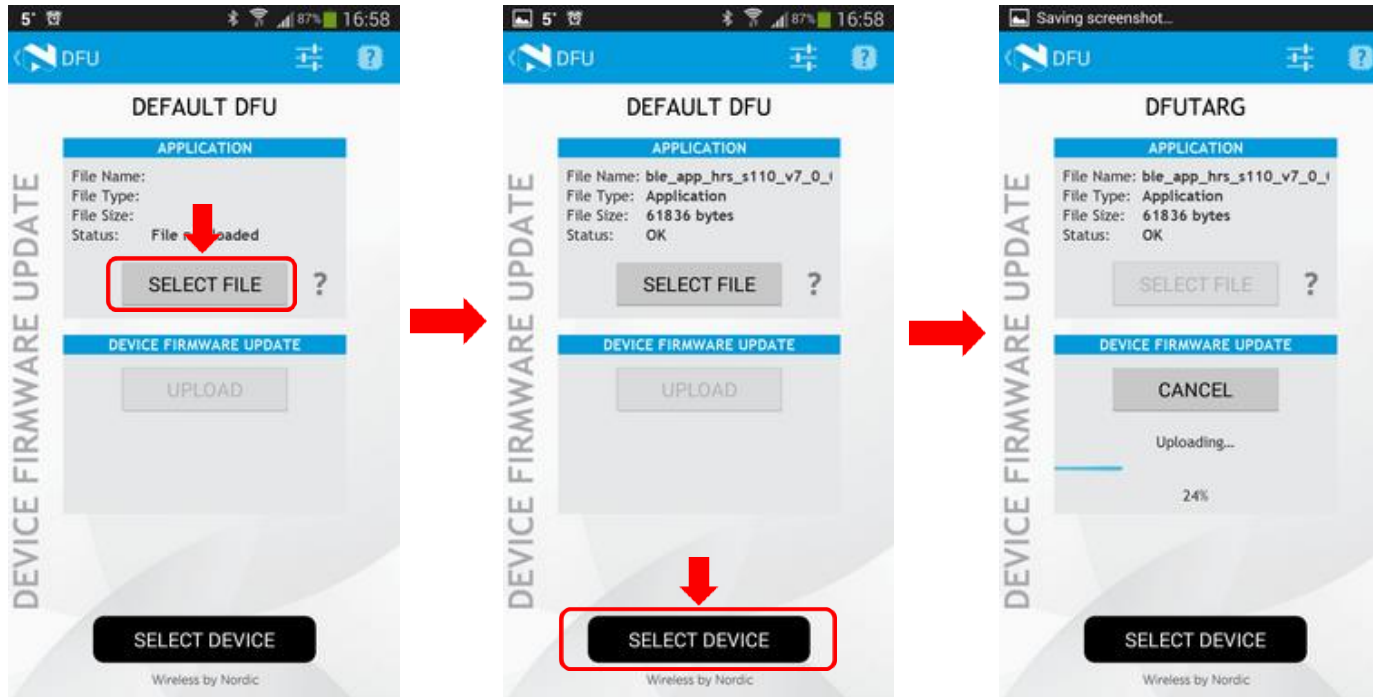 5° 87% 16:58
DFU ?
DEFAULT DFU
APPLICATION
File Name:
File Type:
File Size:
Status: File n loaded
SELECT FILE ?
DEVICE FIRMWARE UPDATE
UPLOAD
DEVICE FIRMWARE UPDATE
SELECT DEVICE
Wireless by Nordic
5° 87% 16:58
DFU ?
DEFAULT DFU
APPLICATION
File Name: ble_app_hrs_s110_v7_0_
File Type: Application
File Size: 61836 bytes
Status: OK
SELECT FILE ?
DEVICE FIRMWARE UPDATE
UPLOAD
DEVICE FIRMWARE UPDATE
SELECT DEVICE
Wireless by Nordic
Saving screenshot...
DFU ?
DFUTARG
APPLICATION
File Name: ble_app_hrs_s110_v7_0_
File Type: Application
File Size: 61836 bytes
Status: OK
SELECT FILE ?
DEVICE FIRMWARE UPDATE
CANCEL
Uploading...
24%
DEVICE FIRMWARE UPDATE
SELECT DEVICE
Wireless by Nordic